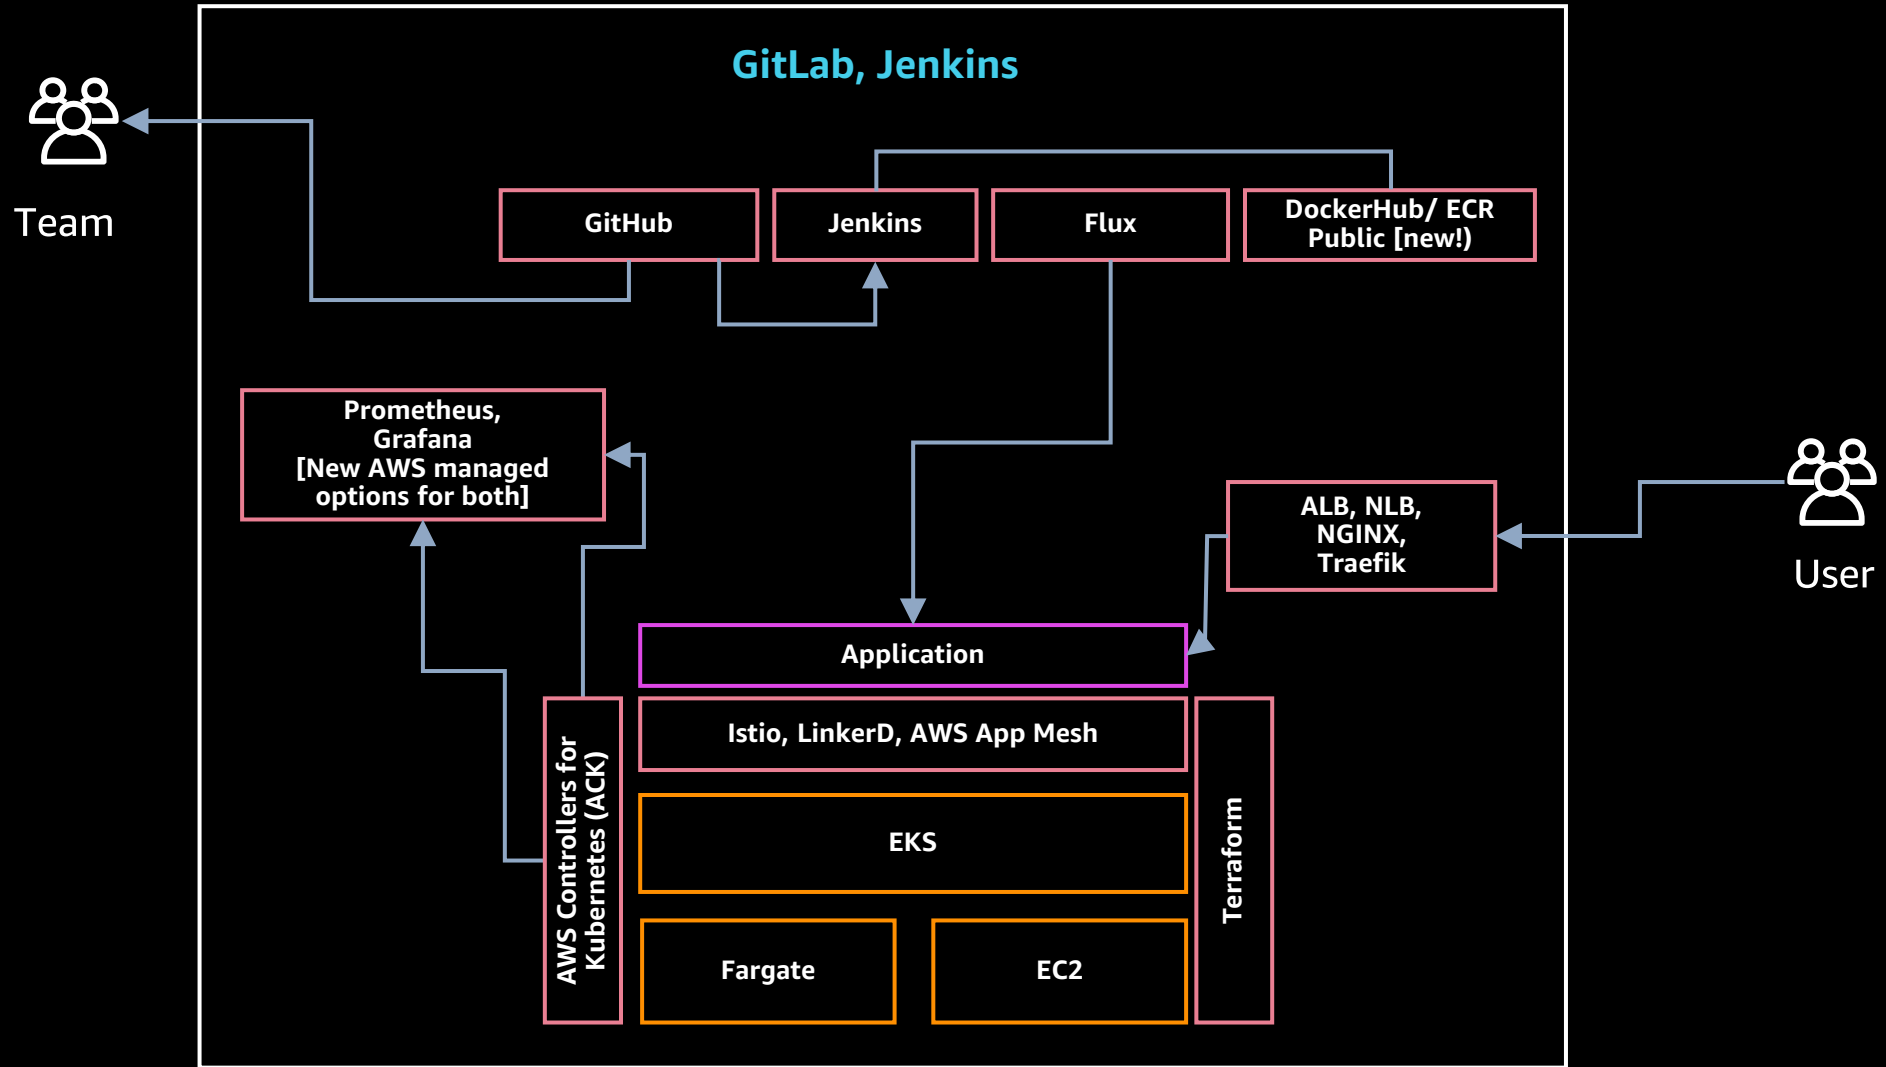 GitLab, Jenkins
Team
GitHub
Jenkins
Flux
DockerHub/ ECR
Public [new!)
Prometheus,
Grafana
[New AWS managed
options for both]
ALB, NLB,
NGINX,
Traefik
User
Application
Istio, LinkerD, AWS App Mesh
AWS Controllers for
Kubernetes (ACK)
EKS
Terraform
Fargate
EC2